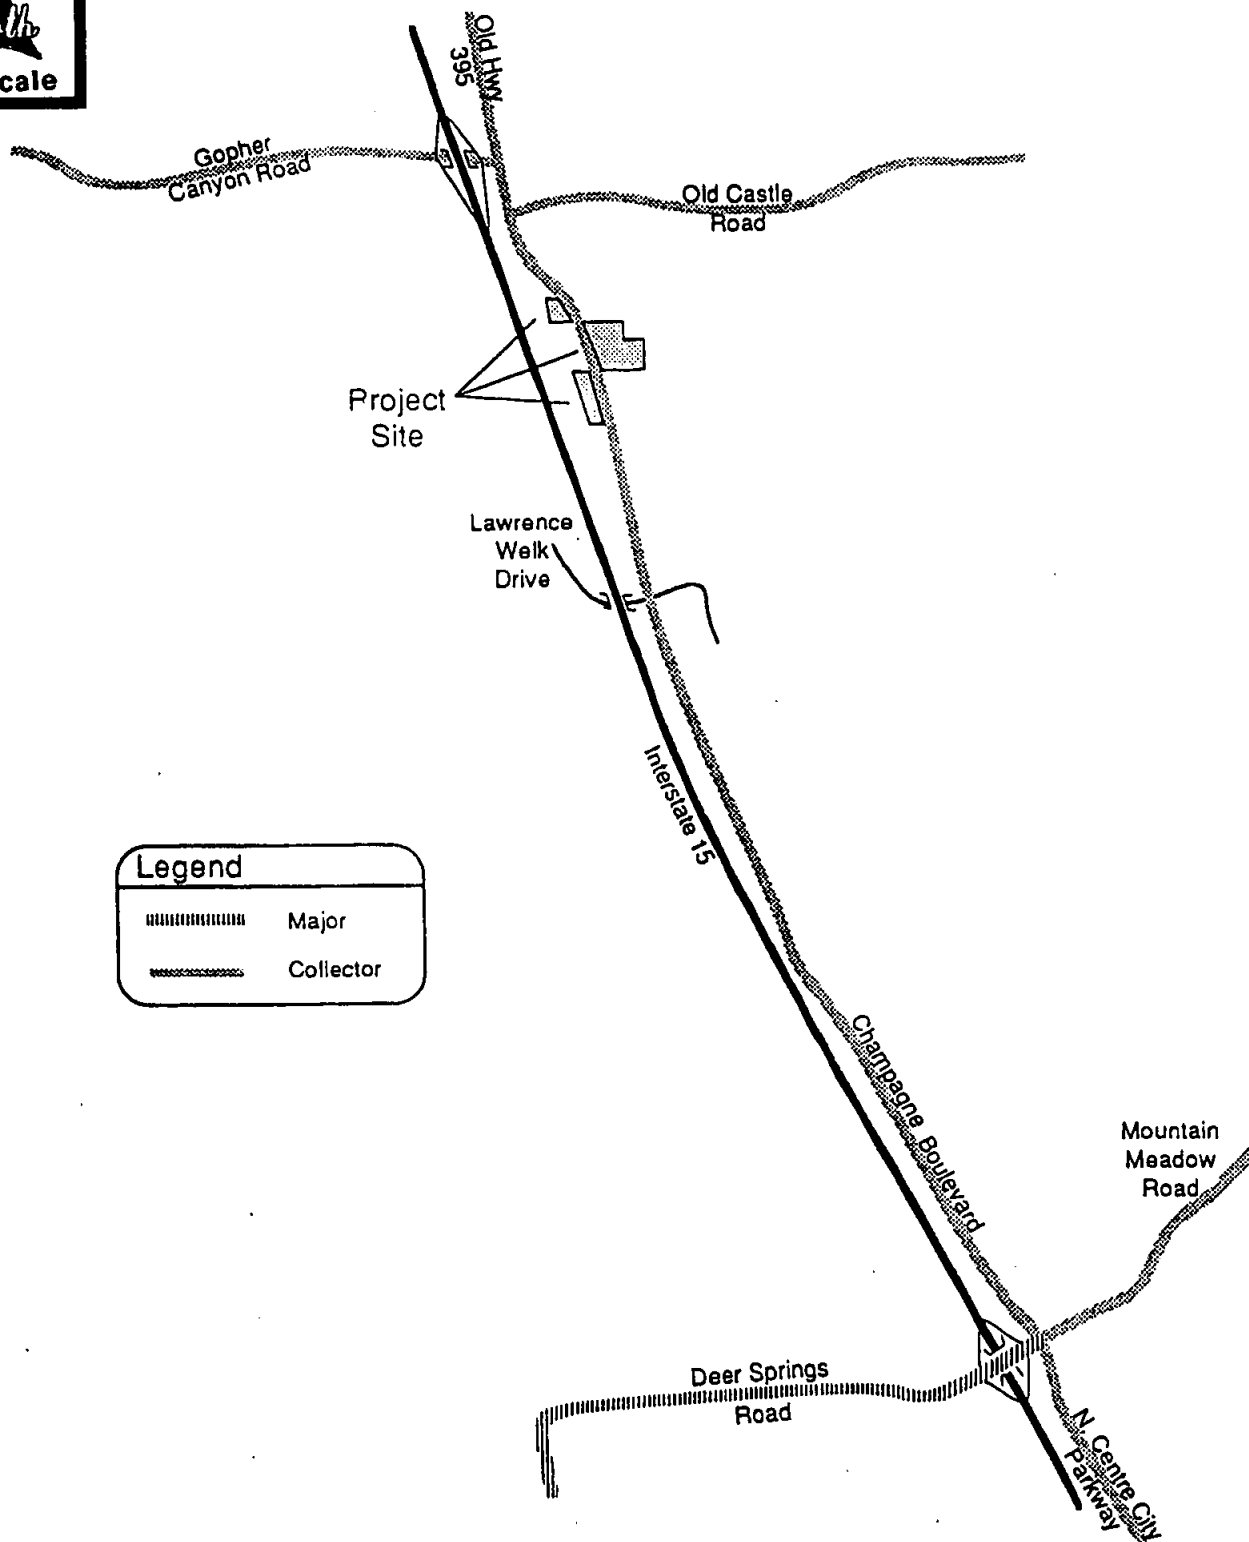 th
cale
Old Hwy
395
Gopher
Canyon Road
Old Castle
Road
Project
Site
Lawrence
Welk
Drive
Interstate 15
Legend
Major
Collector
Champagne Boulevard
Mountain
Meadow
Road
Deer Springs
Road
N. Centre City
Parkway